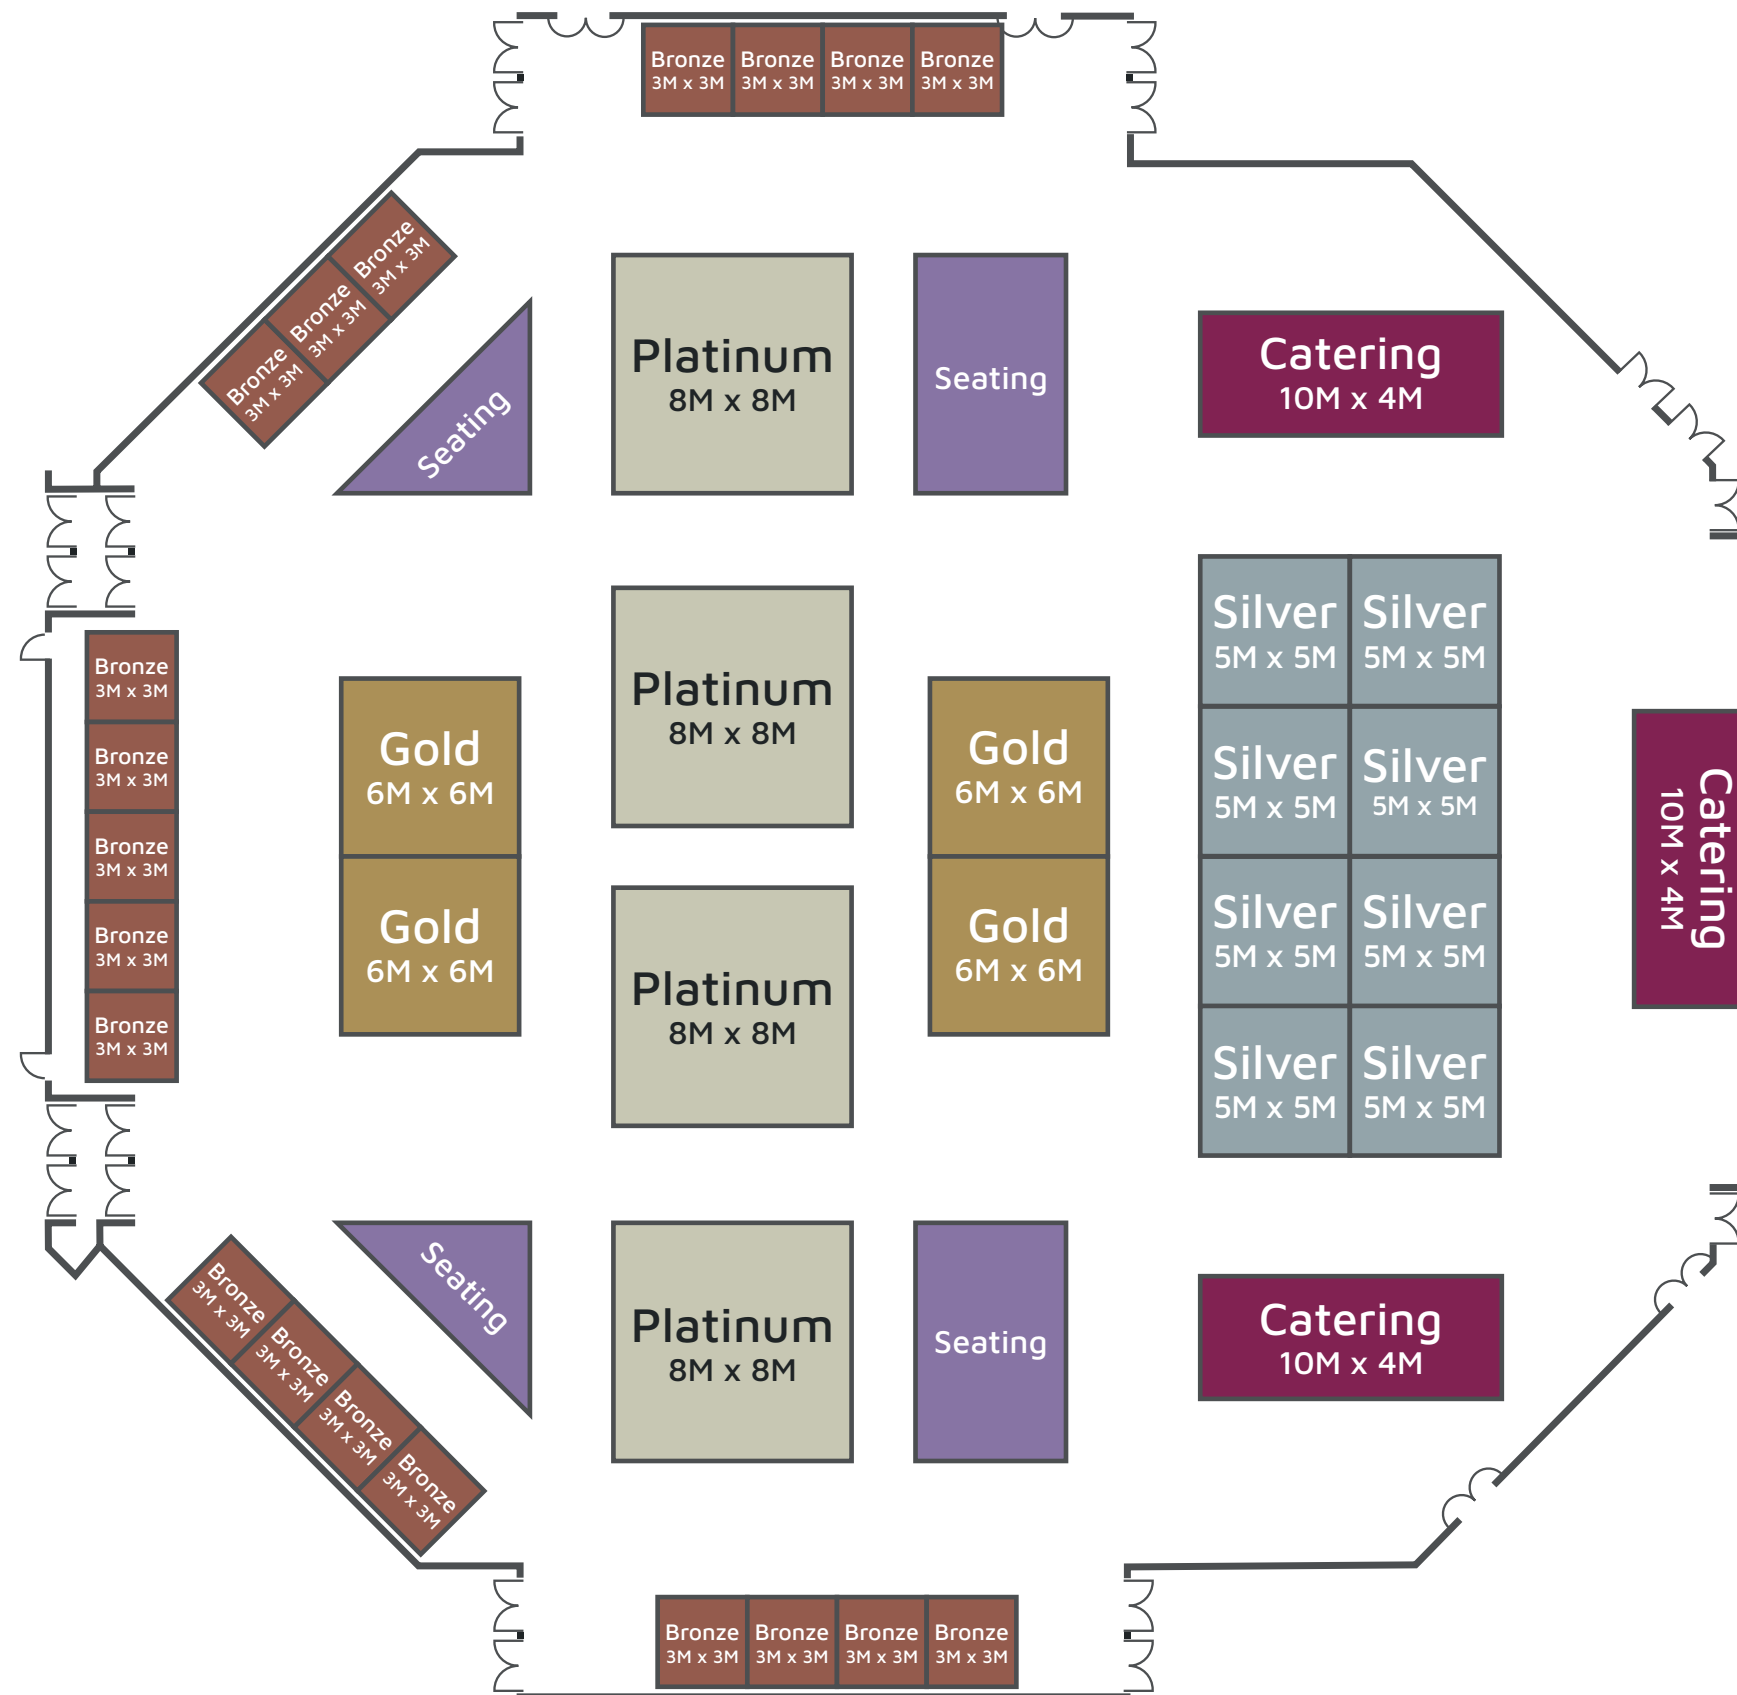 Bronze
3M x 3M
Bronze
3M x 3M
Bronze
3M x 3M
Bronze
3M x 3M
Bronze
3M x 3M
Bronze
3M x 3M
Bronze
3M x 3M
Seating
Platinum
8M x 8M
Seating
Catering
10M x 4M
Silver
5M x 5M
Silver
5M x 5M
Silver
5M x 5M
Silver
5M x 5M
Silver
5M x 5M
Silver
5M x 5M
Silver
5M x 5M
Silver
5M x 5M
Bronze
3M x 3M
Bronze
3M x 3M
Bronze
3M x 3M
Bronze
3M x 3M
Bronze
3M x 3M
Gold
6M x 6M
Gold
6M x 6M
Platinum
8M x 8M
Platinum
8M x 8M
Gold
6M x 6M
Gold
6M x 6M
Catering
10M x 4M
Bronze
3M x 3M
Bronze
3M x 3M
Bronze
3M x 3M
Bronze
3M x 3M
Seating
Platinum
8M x 8M
Seating
Catering
10M x 4M
Bronze
3M x 3M
Bronze
3M x 3M
Bronze
3M x 3M
Bronze
3M x 3M